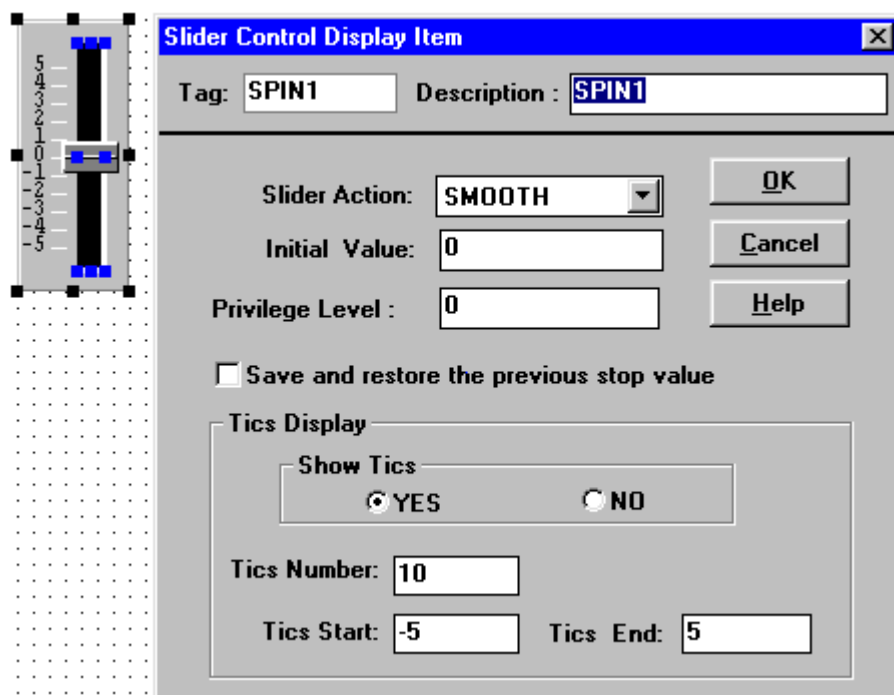 5
4
3
2
1
0
-1
-2
-3
-4
-5
Slider Control Display Item
Tag: SPIN1 Description : SPIN1
Slider Action: SMOOTH
Initial Value: 0
Privilege Level : 0
OK
Cancel
Help
Save and restore the previous stop value
Tics Display
Show Tics
YES NO
Tics Number: 10
Tics Start: -5 Tics End: 5